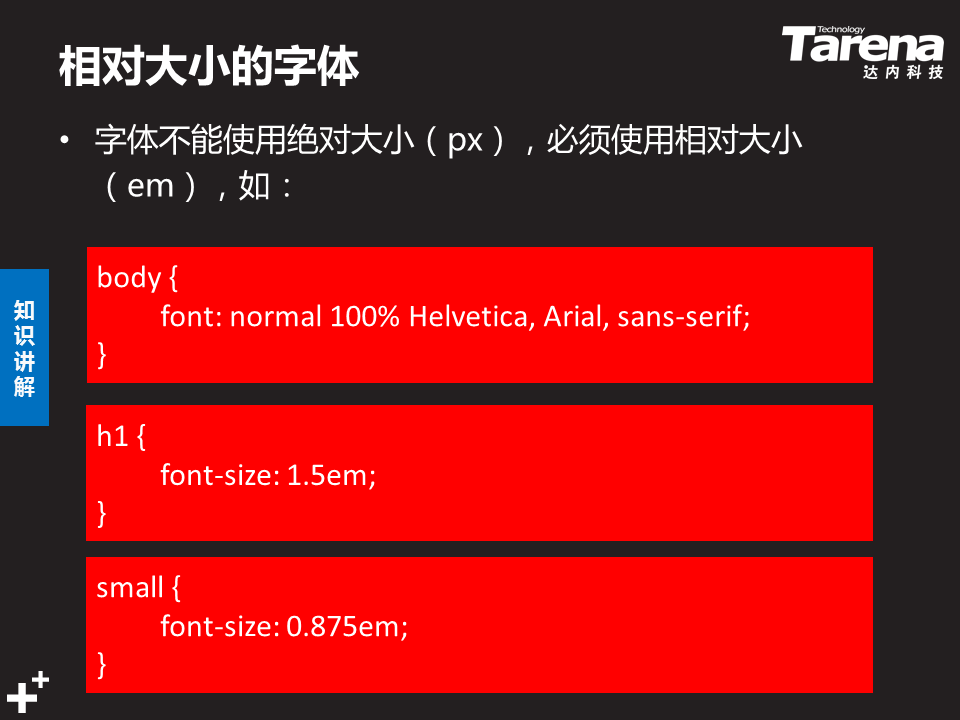 相对大小的字体
Technology
Tarena
达内科技
• 字体不能使用绝对大小（px），必须使用相对大小
（em），如：
body {
font: normal 100% Helvetica, Arial, sans-serif;
}
知识讲解
h1 {
font-size: 1.5em;
}
small {
font-size: 0.875em;
}